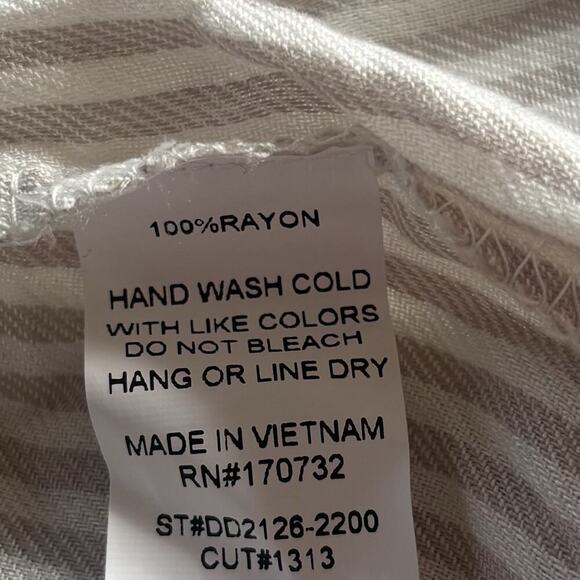 100%RAYON
HAND WASH COLD
WITH LIKE COLORS
DO NOT BLEACH
HANG OR LINE DRY
MADE IN VIETNAM
RN#170732
ST#DD2126-2200
CUT#1313